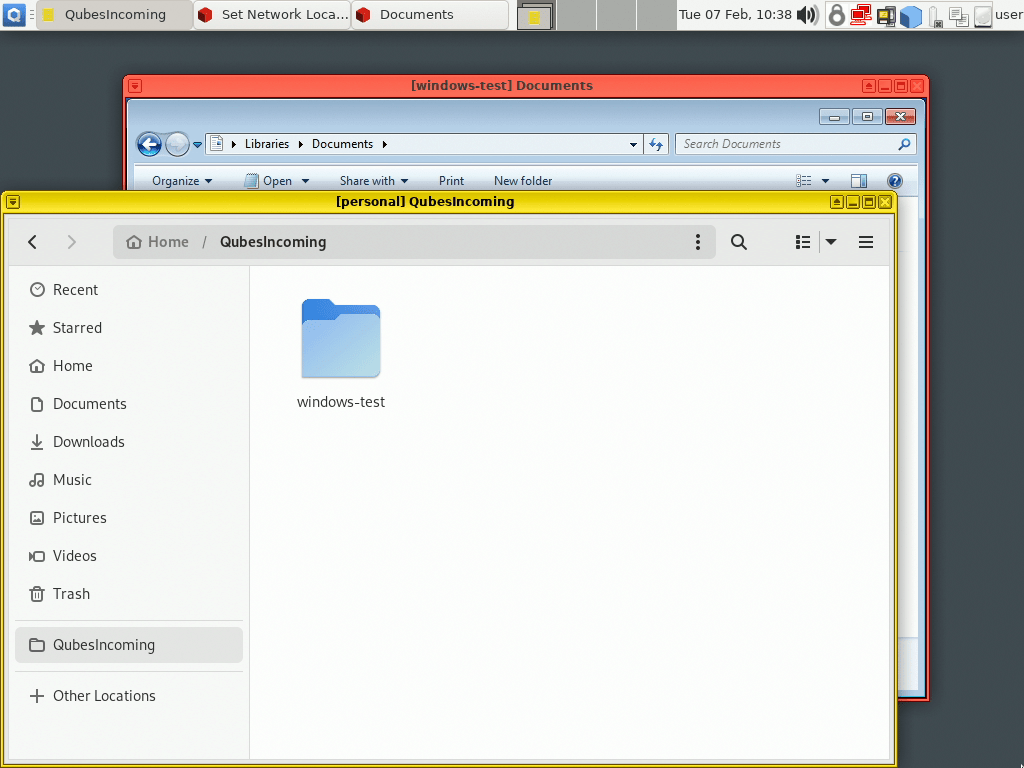 QubesIncoming
Set Network Loca...
Documents
Tue 07 Feb, 10:38
user
[windows-test] Documents
Libraries
Documents
Search Documents
Organize
Open
Share with
Print
New folder
[personal] QubesIncoming
Home / QubesIncoming
Recent
Starred
Home
Documents
Downloads
Music
Pictures
Videos
Trash
QubesIncoming
Other Locations
windows-test